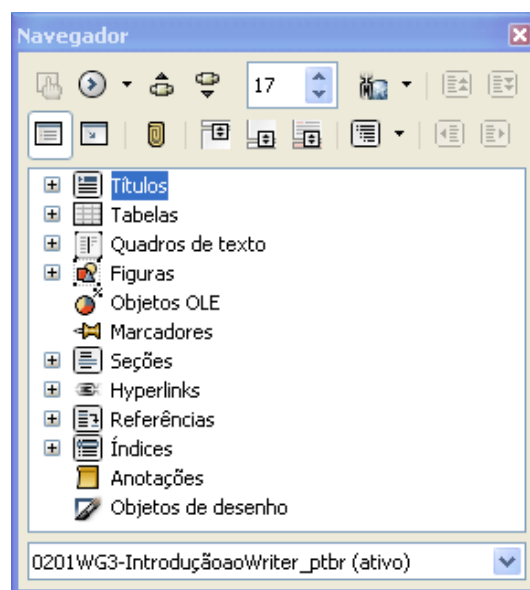 Navegador
17
Títulos
Tabelas
Quadros de texto
Figuras
Objetos OLE
Marcadores
Seções
Hyperlinks
Referências
Índices
Anotações
Objetos de desenho
0201WG3-IntroduçãoaoWriter_ptbr (ativo)